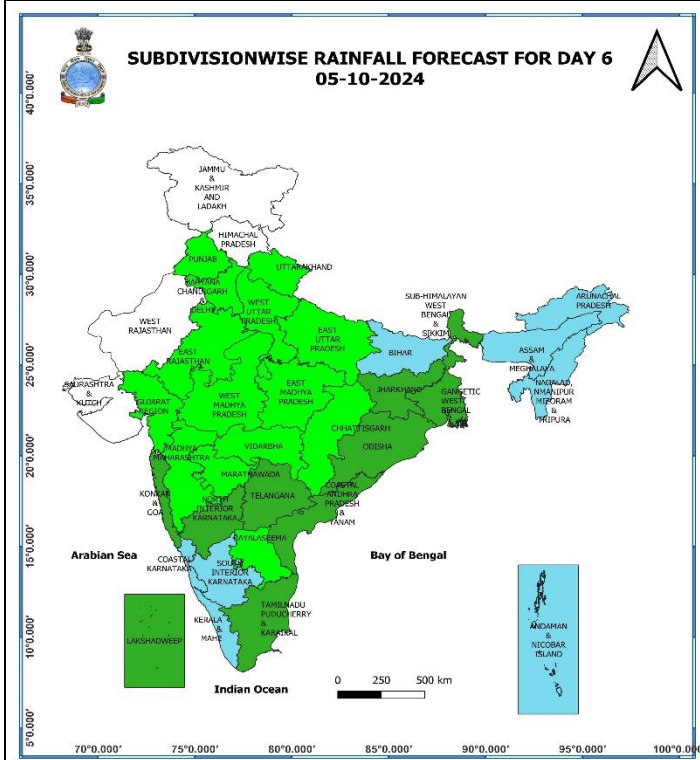 SUBDIVISIONWISE RAINFALL FORECAST FOR DAY 6
05-10-2024
40°0.000'
35°0.000'
30°0.000'
25°0.000'
20°0.000'
15°0.000'
10°0.000'
5°0.000'
JAMMU
&
KASHMIR
AND
LADAKH
HIMACHAL
PRADESH
PUNJAB
UTTARAKHAND
CHANDIGARH
&
DELHI
WEST
UTTAR
PRADESH
WEST
RAJASTHAN
EAST
RAJASTHAN
EAST
UTTAR
PRADESH
SUB-HIMALAYAN
WEST
BENGAL
&
SIKKIM
ARUNACHAL
PRADESH
BIHAR
ASSAM
&
MEGHALAYA
NAGALAD,
NMANIPUR
MIZORAM
&
TRIPURA
SAURASHTRA
&
KUTCH
GUJARAT
REGION
WEST
MADHYA
PRADESH
EAST
MADHYA
PRADESH
JHARKHAND
GANGETIC
WEST
BENGAL
CHHATTISGARH
ODISHA
MADHYA
MAHARASHTRA
VIDARBHA
MARATHAWADA
KONKAN
&
GOA
NORTH
INTERIOR
KARNATAKA
TELANGANA
COASTAL
ANDHRA
PRADESH
&
YANAM
RAYALASEEMA
Arabian Sea
Bay of Bengal
COASTAL
KARNATAKA
SOUTH
INTERIOR
KARNATAKA
KERALA
&
MAHE
TAMILNADU
PUDUCHERRY
&
KARAIKAL
LAKSHADWEEP
ANDAMAN
&
NICOBAR
ISLAND
Indian Ocean
0 250 500 km
70°0.000' 75°0.000' 80°0.000' 85°0.000' 90°0.000' 95°0.000' 100°0.000'